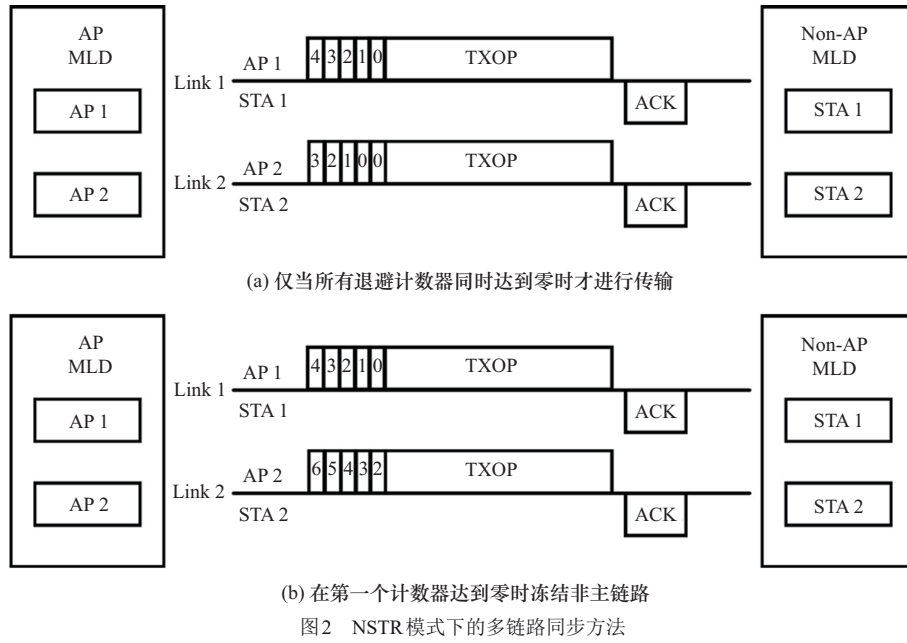 AP
MLD
AP 1
AP 2
Link 1
AP 1
STA 1
4 3 2 1 0
TXOP
ACK
Link 2
AP 2
STA 2
3 2 1 0 0
TXOP
ACK
Non-AP
MLD
STA 1
STA 2
(a) 仅当所有退避计数器同时达到零时才进行传输
AP
MLD
AP 1
AP 2
Link 1
AP 1
STA 1
4 3 2 1 0
TXOP
ACK
Link 2
AP 2
STA 2
6 5 4 3 2
TXOP
ACK
Non-AP
MLD
STA 1
STA 2
(b) 在第一个计数器达到零时冻结非主链路
图2 NSTR模式下的多链路同步方法